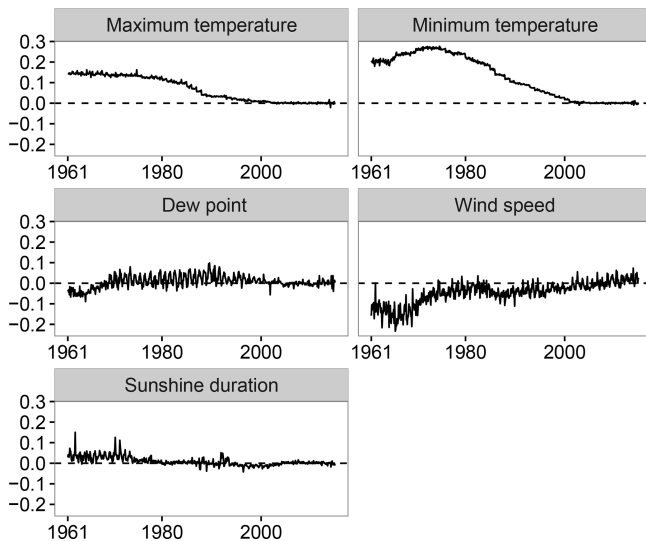 Maximum temperature
Minimum temperature
0.3
0.2
0.1
0.0
−0.1
−0.2
1961 1980 2000
1961 1980 2000
Dew point
Wind speed
0.3
0.2
0.1
0.0
−0.1
−0.2
1961 1980 2000
1961 1980 2000
Sunshine duration
0.3
0.2
0.1
0.0
−0.1
−0.2
1961 1980 2000